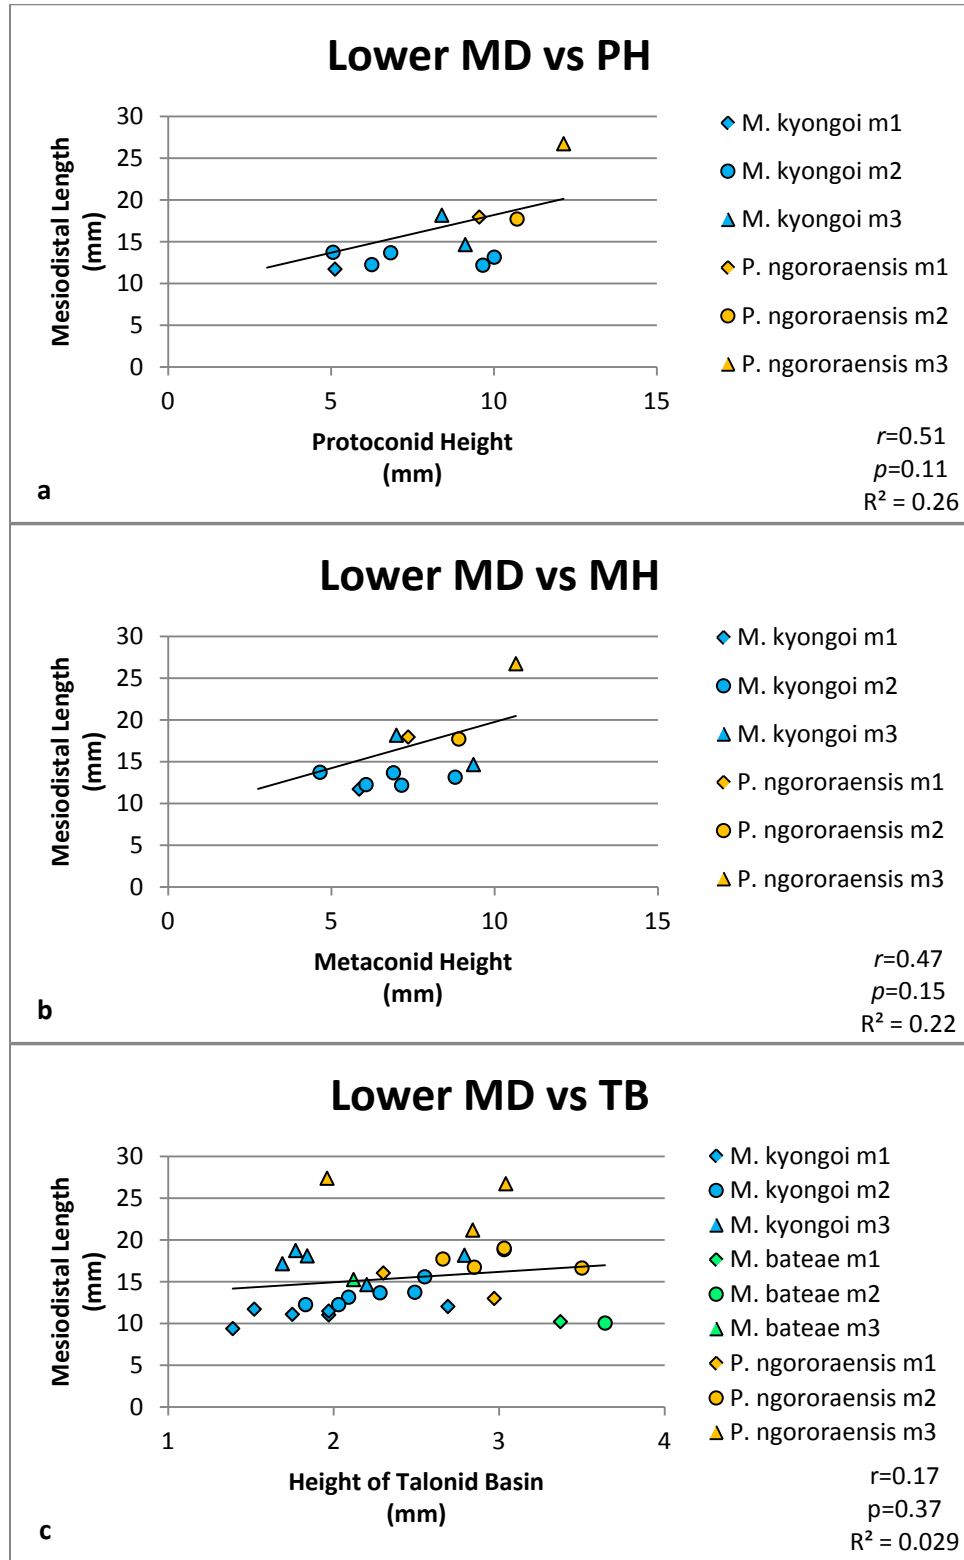 Lower MD vs PH
30
25
20
15
10
5
0
0
5
10
15
Mesiodistal Length
(mm)
Protoconid Height
(mm)
M. kyongoi m1
M. kyongoi m2
M. kyongoi m3
P. ngororaensis m1
P. ngororaensis m2
P. ngororaensis m3
r=0.51
p=0.11
R² = 0.26
a
Lower MD vs MH
30
25
20
15
10
5
0
0
5
10
15
Mesiodistal Length
(mm)
Metaconid Height
(mm)
M. kyongoi m1
M. kyongoi m2
M. kyongoi m3
P. ngororaensis m1
P. ngororaensis m2
P. ngororaensis m3
r=0.47
p=0.15
R² = 0.22
b
Lower MD vs TB
30
25
20
15
10
5
0
1
2
3
4
Mesiodistal Length
(mm)
Height of Talonid Basin
(mm)
M. kyongoi m1
M. kyongoi m2
M. kyongoi m3
M. bateae m1
M. bateae m2
M. bateae m3
P. ngororaensis m1
P. ngororaensis m2
P. ngororaensis m3
r=0.17
p=0.37
R² = 0.029
c